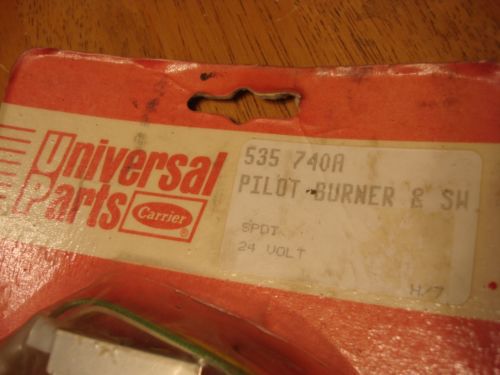 Universal
Parts
Carrier ®
535 740A
PILOT BURNER & SW
SPDT
24 VOLT
H/7